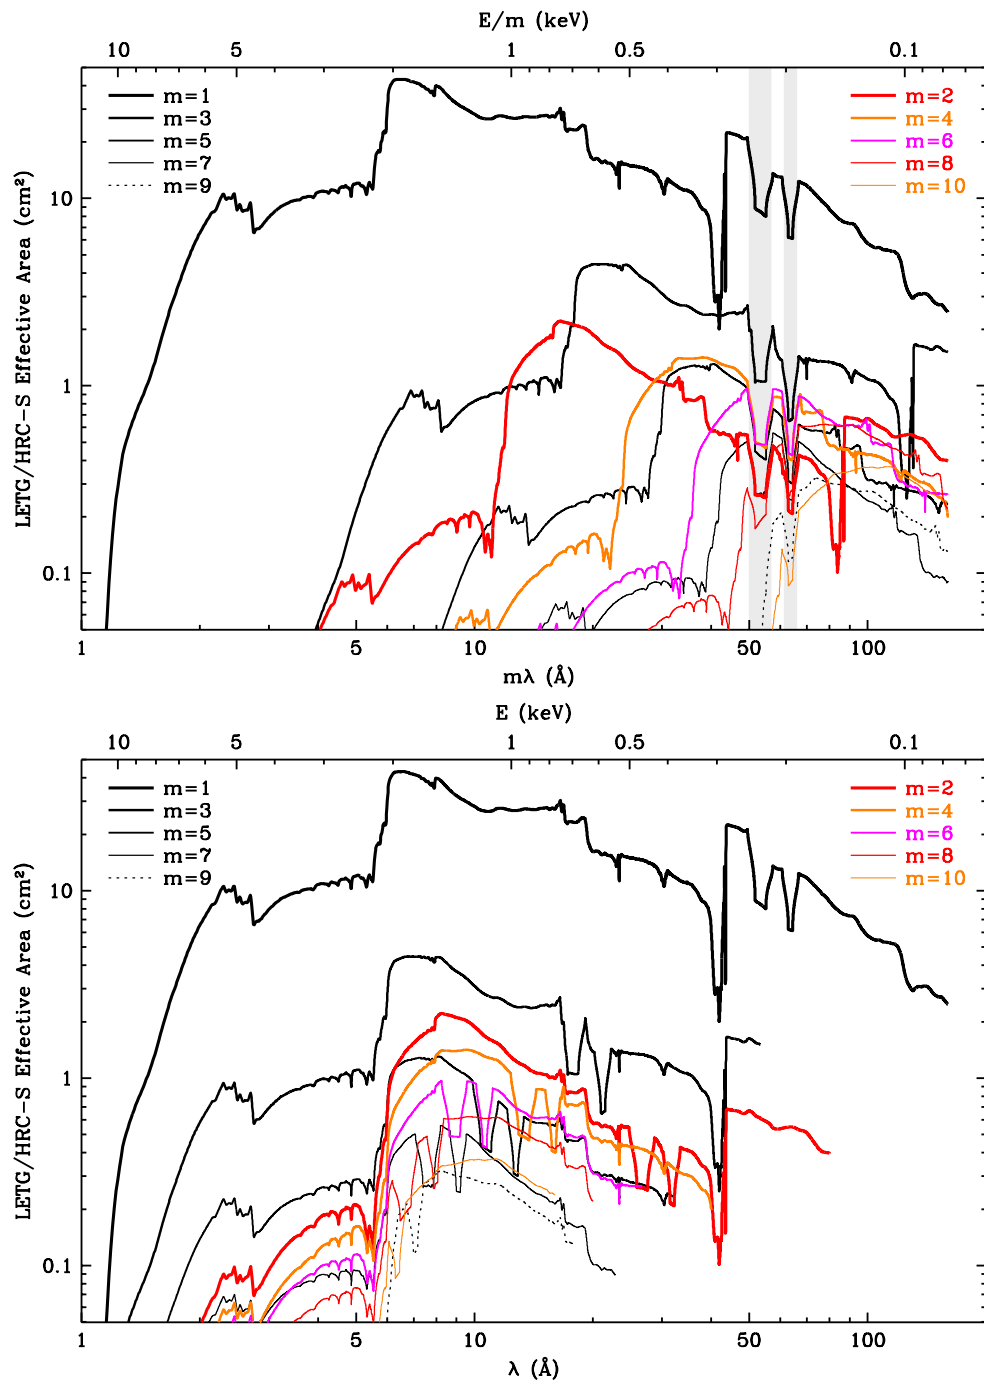 E/m (keV)
10 5 1 0.5 0.1
m=1 m=2
m=3 m=4
m=5 m=6
m=7 m=8
m=9 m=10
LETG/HRC-S Effective Area (cm²)
10
1
0.1
1 5 10 50 100
mλ (Å)
E (keV)
10 5 1 0.5 0.1
m=1 m=2
m=3 m=4
m=5 m=6
m=7 m=8
m=9 m=10
LETG/HRC-S Effective Area (cm²)
10
1
0.1
1 5 10 50 100
λ (Å)